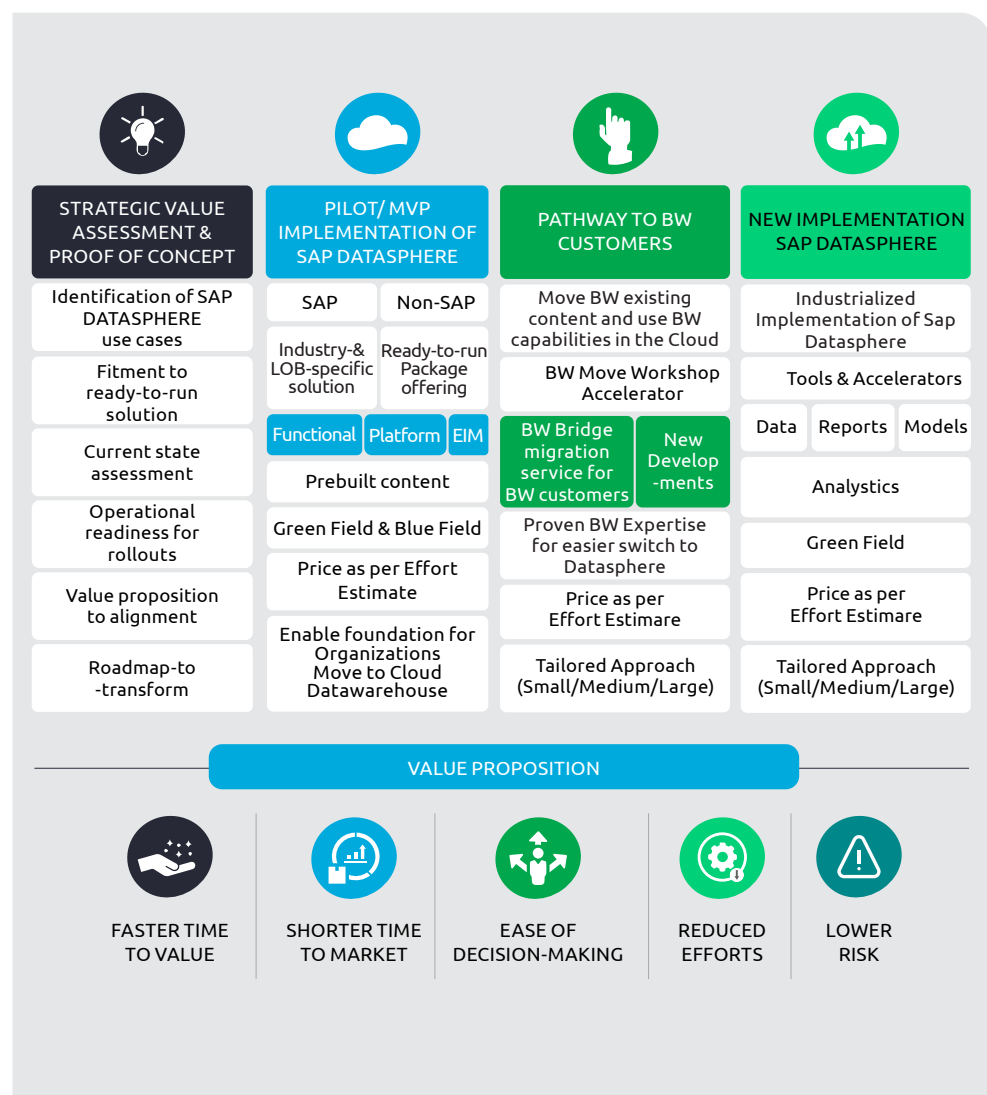 STRATEGIC VALUE
ASSESSMENT &
PROOF OF CONCEPT
Identification of SAP
DATASPHERE
use cases
Fitment to
ready-to-run
solution
Current state
assessment
Operational
readiness for
rollouts
Value proposition
to alignment
Roadmap-to
-transform
PILOT/ MVP
IMPLEMENTATION OF
SAP DATASPHERE
SAP
Non-SAP
Industry-&
LOB-specific
solution
Ready-to-run
Package
offering
Functional
Platform
EIM
Prebuilt content
Green Field & Blue Field
Price as per Effort
Estimate
Enable foundation for
Organizations
Move to Cloud
Datawarehouse
PATHWAY TO BW
CUSTOMERS
Move BW existing
content and use BW
capabilities in the Cloud
BW Move Workshop
Accelerator
BW Bridge
migration
service for
BW customers
New
Develop
-ments
Proven BW Expertise
for easier switch to
Datasphere
Price as per
Effort Estimare
Tailored Approach
(Small/Medium/Large)
NEW IMPLEMENTATION
SAP DATASPHERE
Industrialized
Implementation of Sap
Datasphere
Tools & Accelerators
Data
Reports
Models
Analystics
Green Field
Price as per
Effort Estimare
Tailored Approach
(Small/Medium/Large)
VALUE PROPOSITION
FASTER TIME
TO VALUE
SHORTER TIME
TO MARKET
EASE OF
DECISION-MAKING
REDUCED
EFFORTS
LOWER
RISK